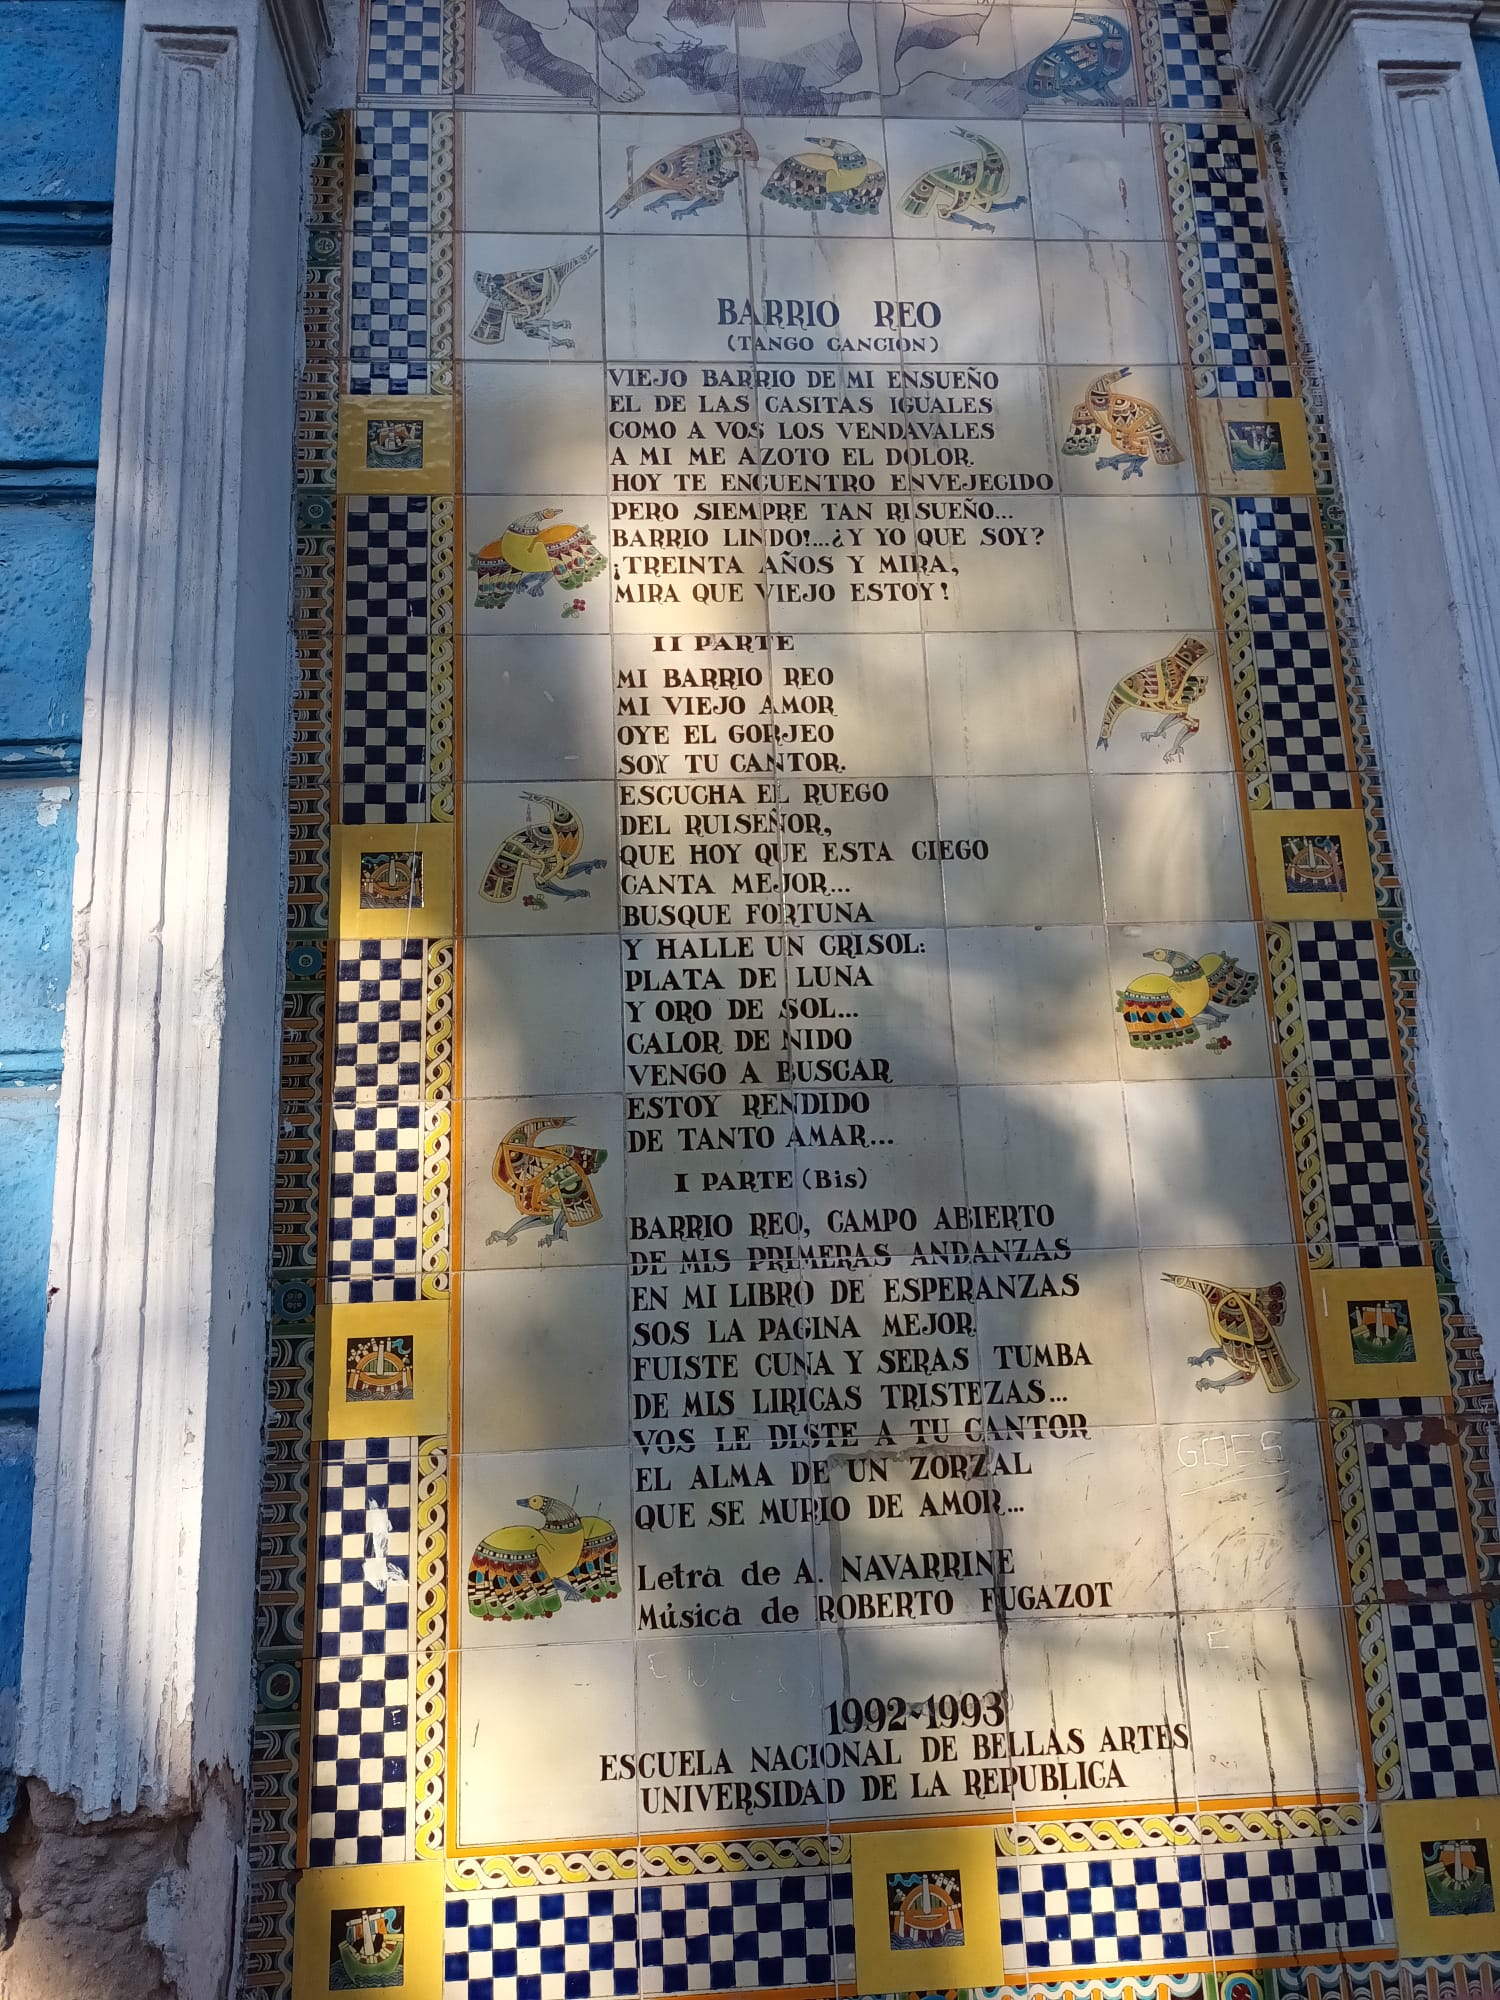 BARRIO REO
(TANGO CANCION)
VIEJO BARRIO DE MI ENSUEÑO
EL DE LAS CASITAS IGUALES
COMO A VOS LOS VENDAVALES
A MI ME AZOTO EL DOLOR.
HOY TE ENCUENTRO ENVEJECIDO
PERO SIEMPRE TAN RISUEÑO...
BARRIO LINDO!...¿Y YO QUE SOY?
¡TREINTA AÑOS Y MIRA,
MIRA QUE VIEJO ESTOY!
II PARTE
MI BARRIO REO
MI VIEJO AMOR
OYE EL GORJEO
SOY TU CANTOR.
ESCUCHA EL RUEGO
DEL RUISEÑOR,
QUE HOY QUE ESTA CIEGO
CANTA MEJOR...
BUSQUE FORTUNA
Y HALLE UN CRISOL:
PLATA DE LUNA
Y ORO DE SOL...
CALOR DE NIDO
VENGO A BUSCAR
ESTOY RENDIDO
DE TANTO AMAR...
I PARTE (Bis)
BARRIO REO, CAMPO ABIERTO
DE MIS PRIMERAS ANDANZAS
EN MI LIBRO DE ESPERANZAS
SOS LA PAGINA MEJOR
FUISTE CUNA Y SERAS TUMBA
DE MIS LIRICAS TRISTEZAS...
VOS LE DISTE A TU CANTOR
GOES
EL ALMA DE UN ZORZAL
QUE SE MURIO DE AMOR...
Letra de A. NAVARRINE
Música de ROBERTO FUGAZOT
1992-1993
ESCUELA NACIONAL DE BELLAS ARTES
UNIVERSIDAD DE LA REPUBLICA